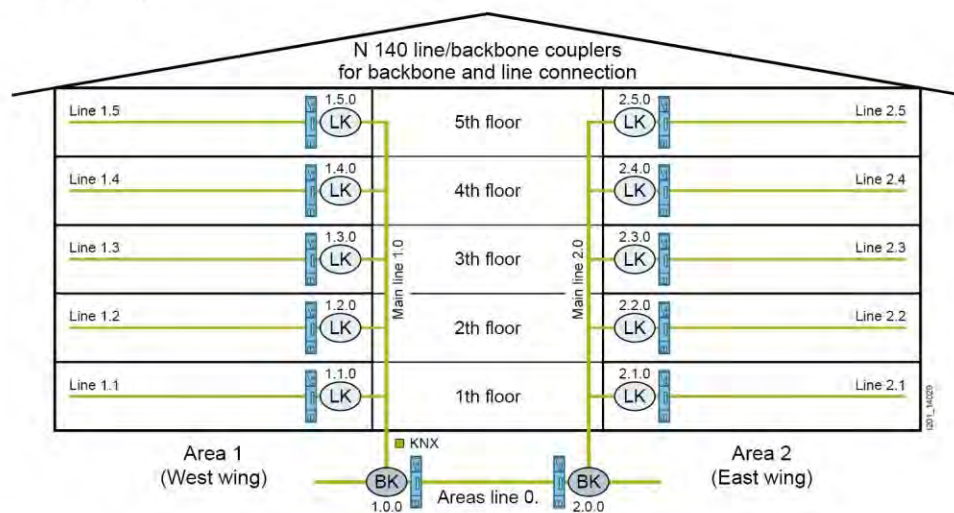 N 140 line/backbone couplers
for backbone and line connection
Line 1.5
1.5.0
LK
5th floor
2.5.0
LK
Line 2.5
Line 1.4
1.4.0
LK
4th floor
2.4.0
LK
Line 2.4
Line 1.3
1.3.0
LK
Main line 1.0
3th floor
Main line 2.0
2.3.0
LK
Line 2.3
Line 1.2
1.2.0
LK
2th floor
2.2.0
LK
Line 2.2
Line 1.1
1.1.0
LK
1th floor
2.1.0
LK
Line 2.1
I201_14029
Area 1
(West wing)
KNX
BK
1.0.0
Areas line 0.
BK
2.0.0
Area 2
(East wing)